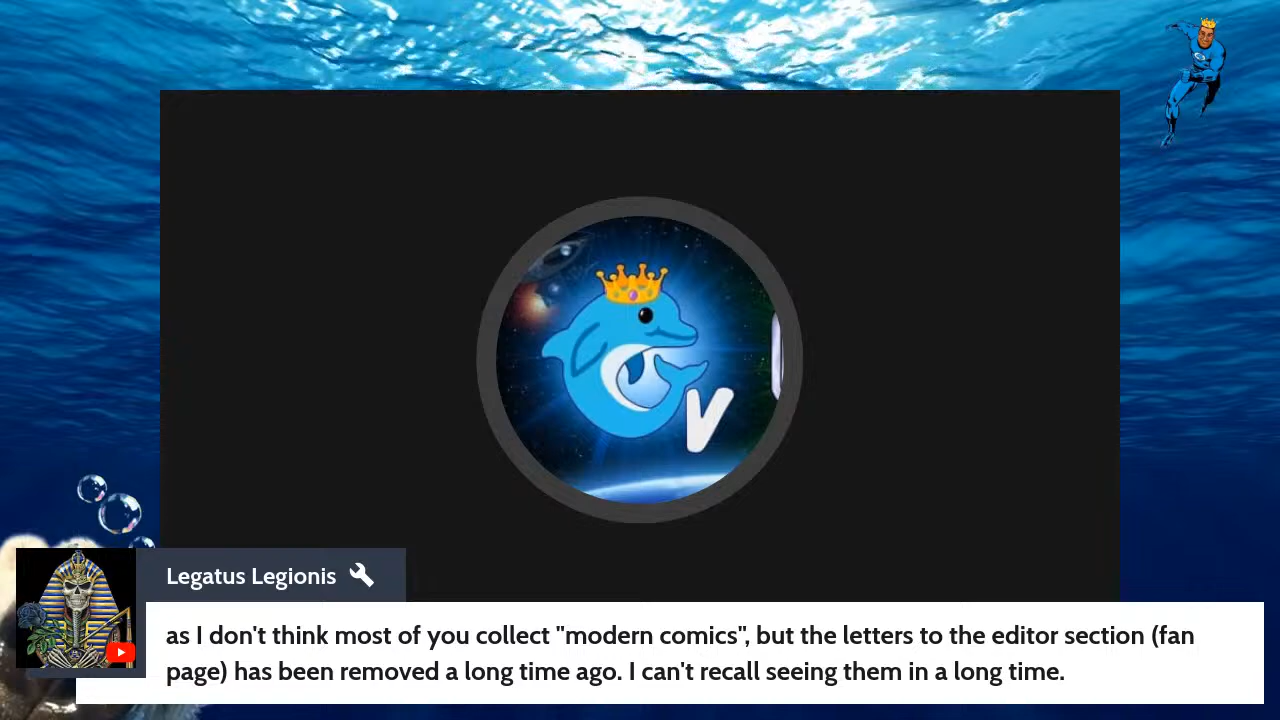 V
Legatus Legionis
as I don't think most of you collect "modern comics", but the letters to the editor section (fan
page) has been removed a long time ago. I can't recall seeing them in a long time.